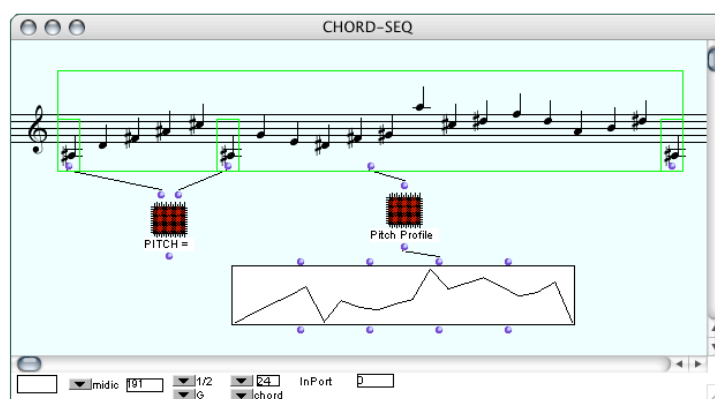 CHORD-SEQ
PITCH =
Pitch Profile
midic 191 1/2 24 InPort 0
G chord